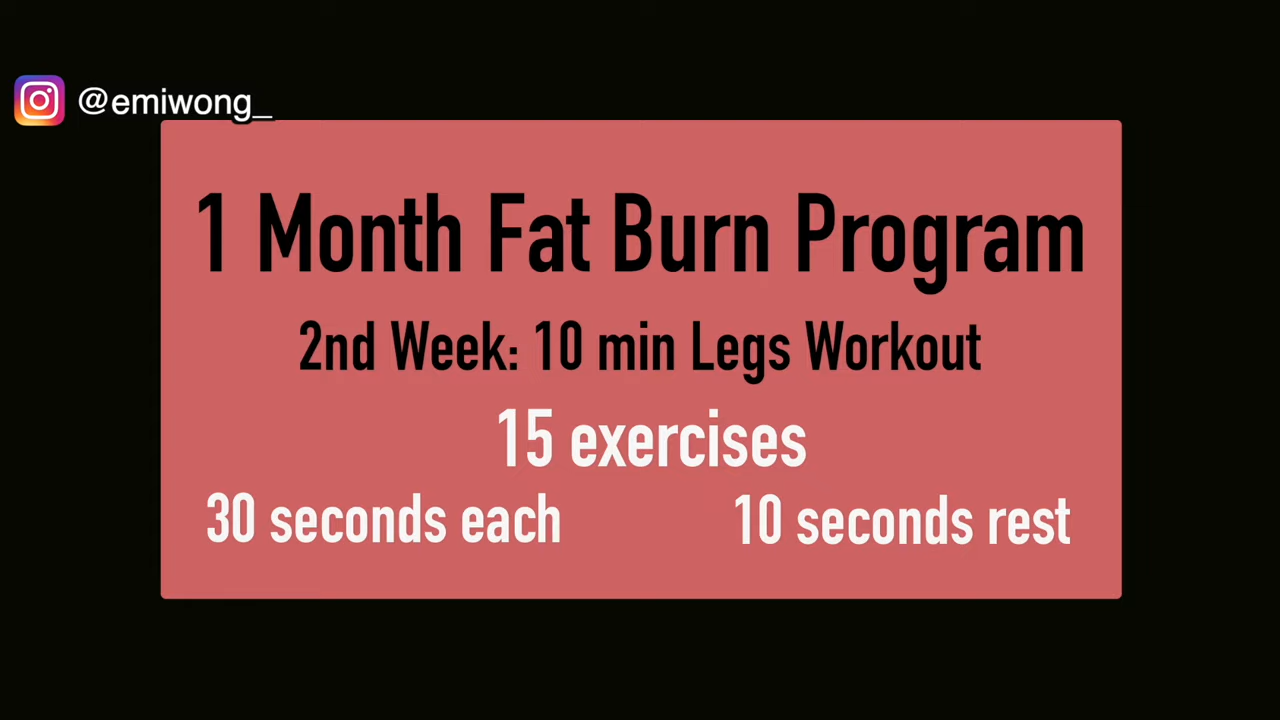 @emiwong_
1 Month Fat Burn Program
2nd Week: 10 min Legs Workout
15 exercises
30 seconds each
10 seconds rest